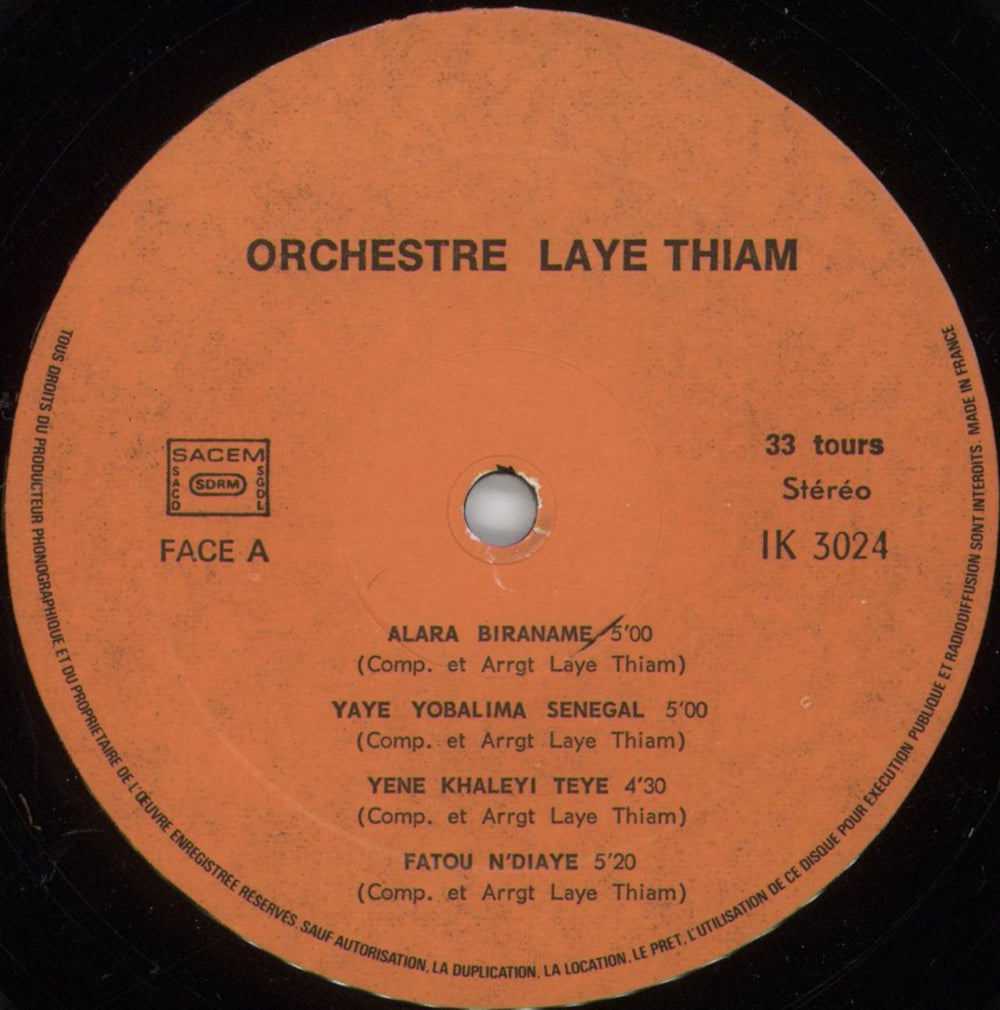 ORCHESTRE LAYE THIAM
SACEM
SACD
SDRM
SGDL
FACE A
33 tours
Stéréo
IK 3024
ALARA BIRANAME 5'00
(Comp. et Arrgt Laye Thiam)
YAYE YOBALIMA SENEGAL 5'00
(Comp. et Arrgt Laye Thiam)
YENE KHALEYI TEYE 4'30
(Comp. et Arrgt Laye Thiam)
FATOU N'DIAYE 5'20
(Comp. et Arrgt Laye Thiam)
TOUS DROITS DU PRODUCTEUR PHONOGRAPHIQUE ET DU PROPRIETAIRE DE L'ŒUVRE ENREGISTRÉE RÉSERVES. SAUF AUTORISATION, LA DUPLICATION, LA LOCATION, LE PRET, L'UTILISATION DE CE DISQUE POUR EXECUTION PUBLIQUE ET RADIODIFFUSION SONT INTERDITS. MADE IN FRANCE